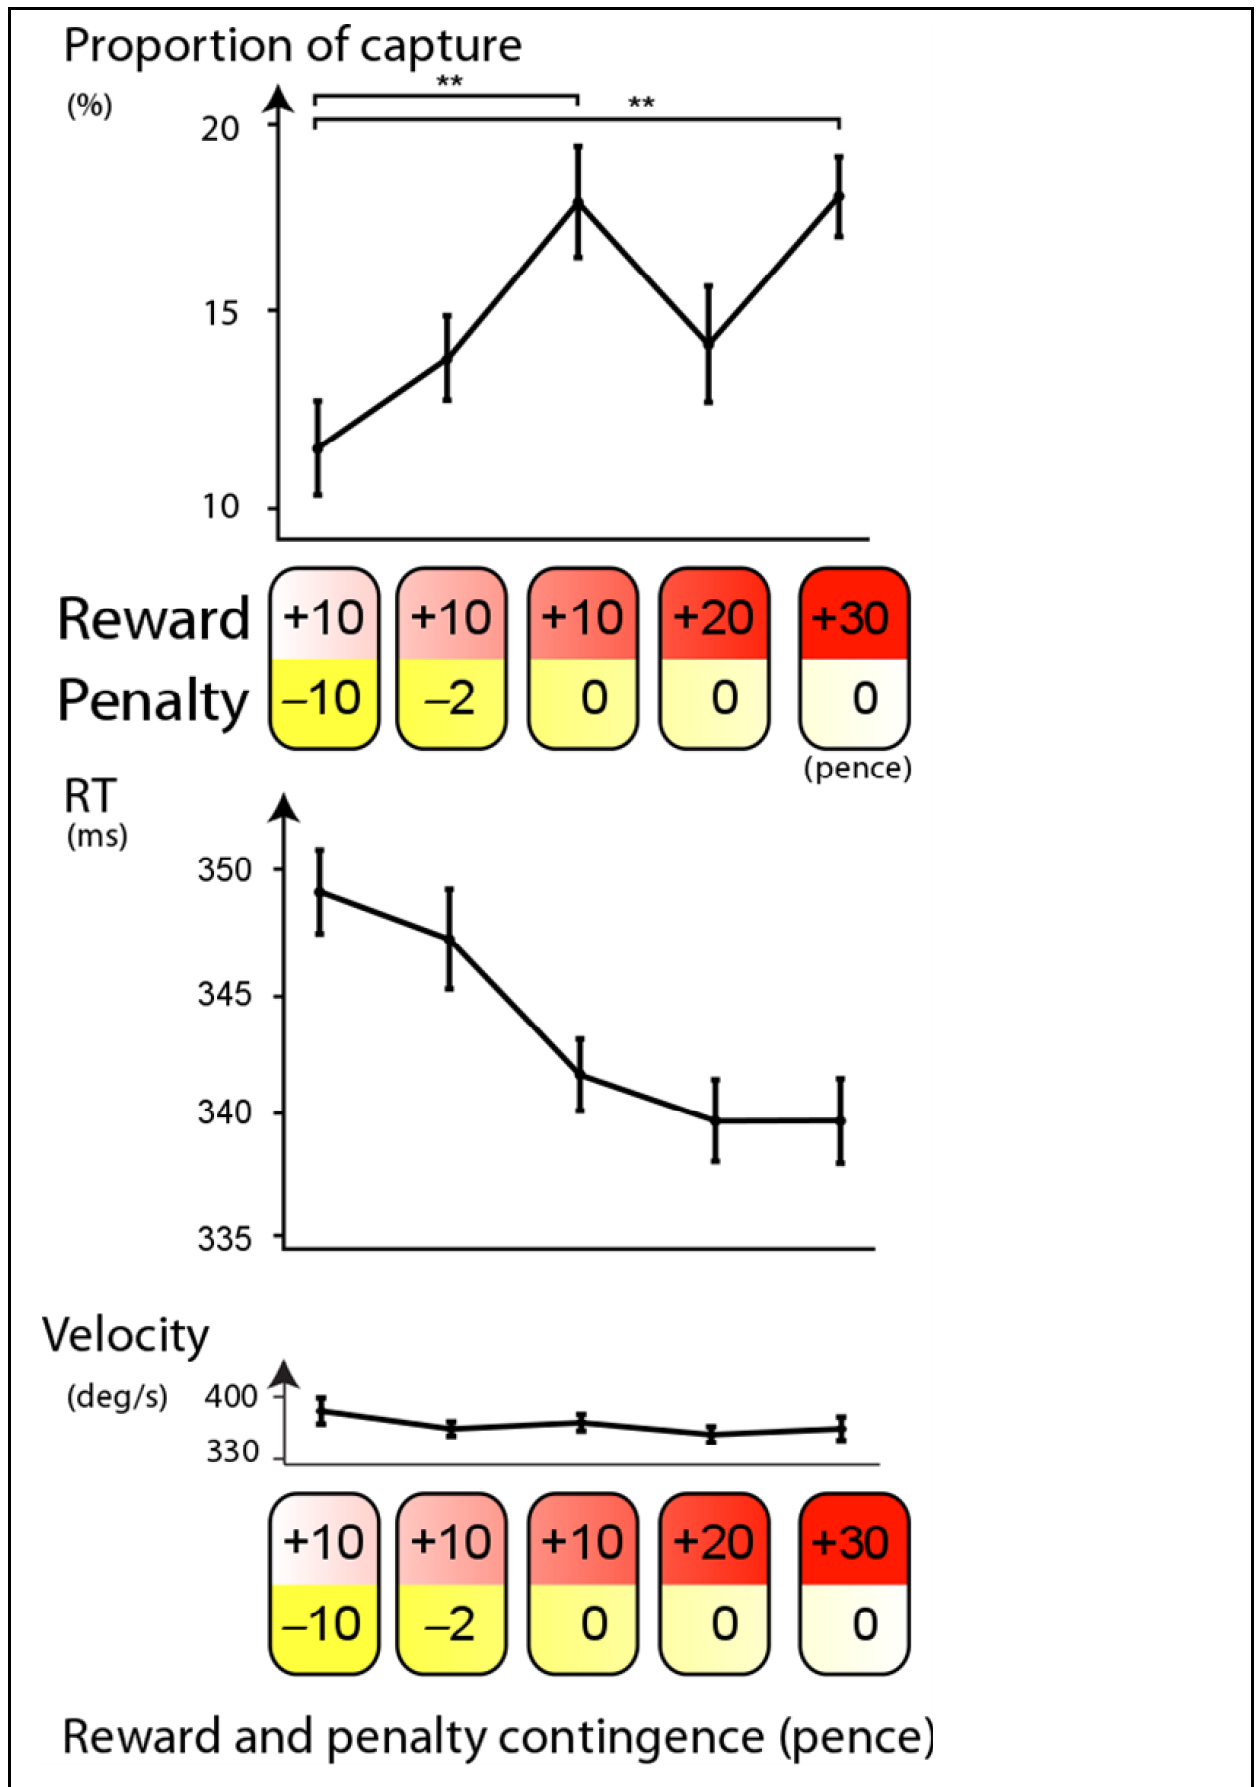 Proportion of capture
(%)
**
**
20
15
10
Reward +10 +10 +10 +20 +30
Penalty –10 –2 0 0 0
(pence)
RT
(ms)
350
345
340
335
Velocity
(deg/s) 400
330
+10 +10 +10 +20 +30
–10 –2 0 0 0
Reward and penalty contingence (pence)